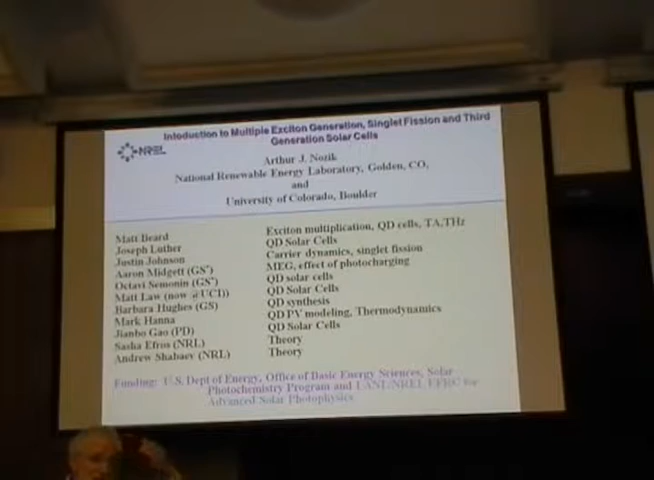 Intoduction to Multiple Exciton Generation, Singlet Fission and Third
Generation Solar Cells
NREL
Arthur J. Nozik
National Renewable Energy Laboratory, Golden, CO,
and
University of Colorado, Boulder
Matt Beard Exciton multiplication, QD cells, TA,THz
Joseph Luther QD Solar Cells
Justin Johnson Carrier dynamics, singlet fission
Aaron Midgett (GS*) MEG, effect of photocharging
Octavi Semonin (GS*) QD solar cells
Matt Law (now @UCI)) QD Solar Cells
Barbara Hughes (GS) QD synthesis
Mark Hanna QD PV modeling, Thermodynamics
Jianbo Gao (PD) QD Solar Cells
Sasha Efros (NRL) Theory
Andrew Shabaev (NRL) Theory
Funding: U.S. Dept of Energy, Office of Basic Energy Sciences, Solar
Photochemistry Program and LANL/NREL EFRC for
Advanced Solar Photophysics